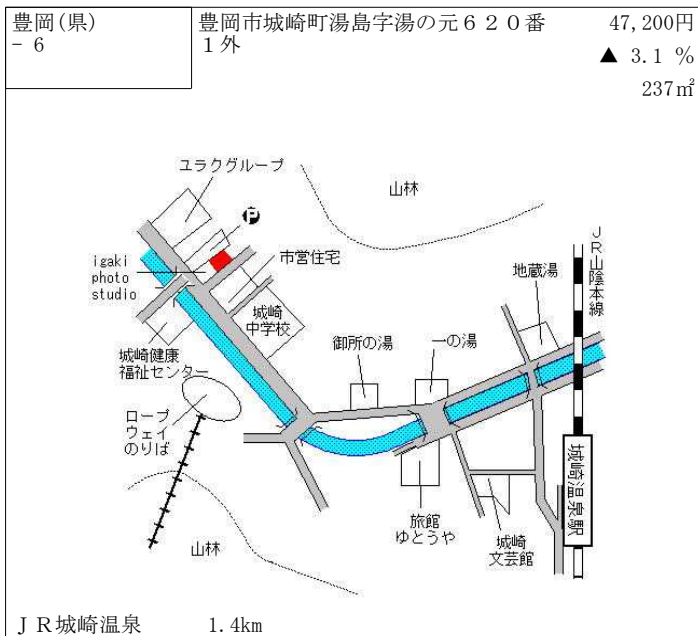 豊岡(県)
- 6
豊岡市城崎町湯島字湯の元６２０番
１外
47,200円
▲ 3.1 %
237㎡
ユラクグループ
山林
P
igaki
photo
studio
市営住宅
城崎
中学校
城崎健康
福祉センター
ロープ
ウェイ
のりば
御所の湯
一の湯
地蔵湯
ＪＲ山陰本線
旅館
ゆとうや
城崎
文芸館
城崎温泉駅
山林
ＪＲ城崎温泉
1.4km